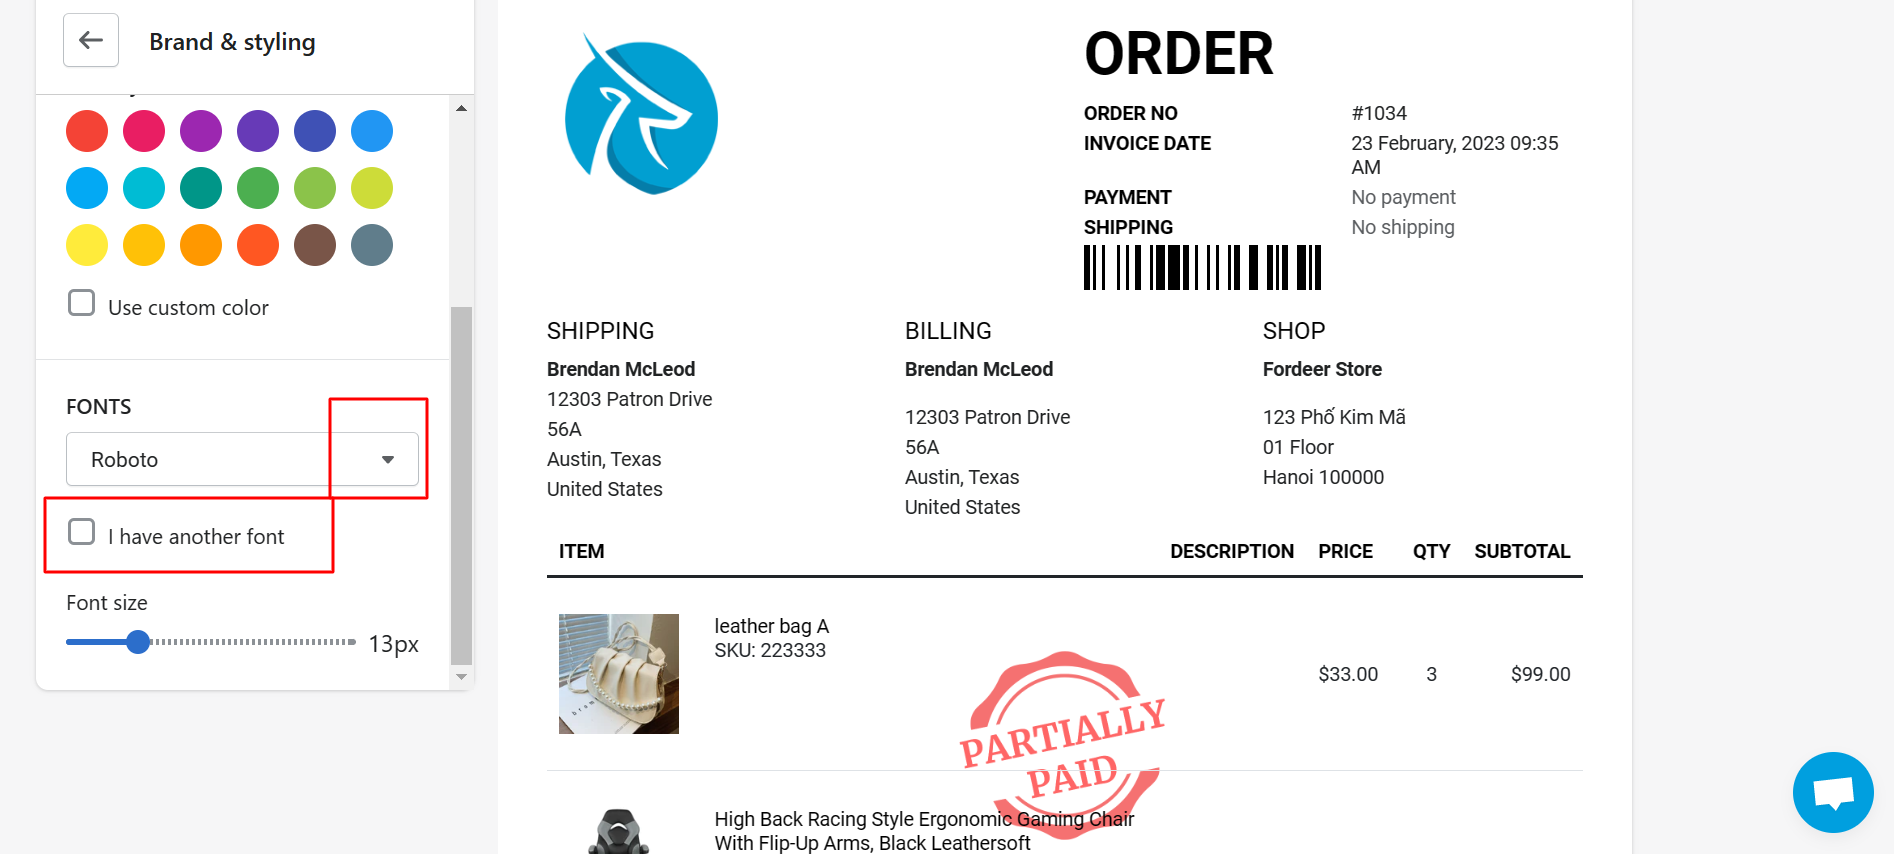 Brand & styling
Use custom color
FONTS
Roboto
I have another font
Font size
13px
ORDER
ORDER NO #1034
INVOICE DATE 23 February, 2023 09:35
AM
PAYMENT No payment
SHIPPING No shipping
SHIPPING
Brendan McLeod
12303 Patron Drive
56A
Austin, Texas
United States
BILLING
Brendan McLeod
12303 Patron Drive
56A
Austin, Texas
United States
SHOP
Fordeer Store
123 Phố Kim Mã
01 Floor
Hanoi 100000
ITEM DESCRIPTION PRICE QTY SUBTOTAL
leather bag A
SKU: 223333
$33.00 3 $99.00
PARTIALLY
PAID
High Back Racing Style Ergonomic Gaming Chair
With Flip-Up Arms, Black Leathersoft